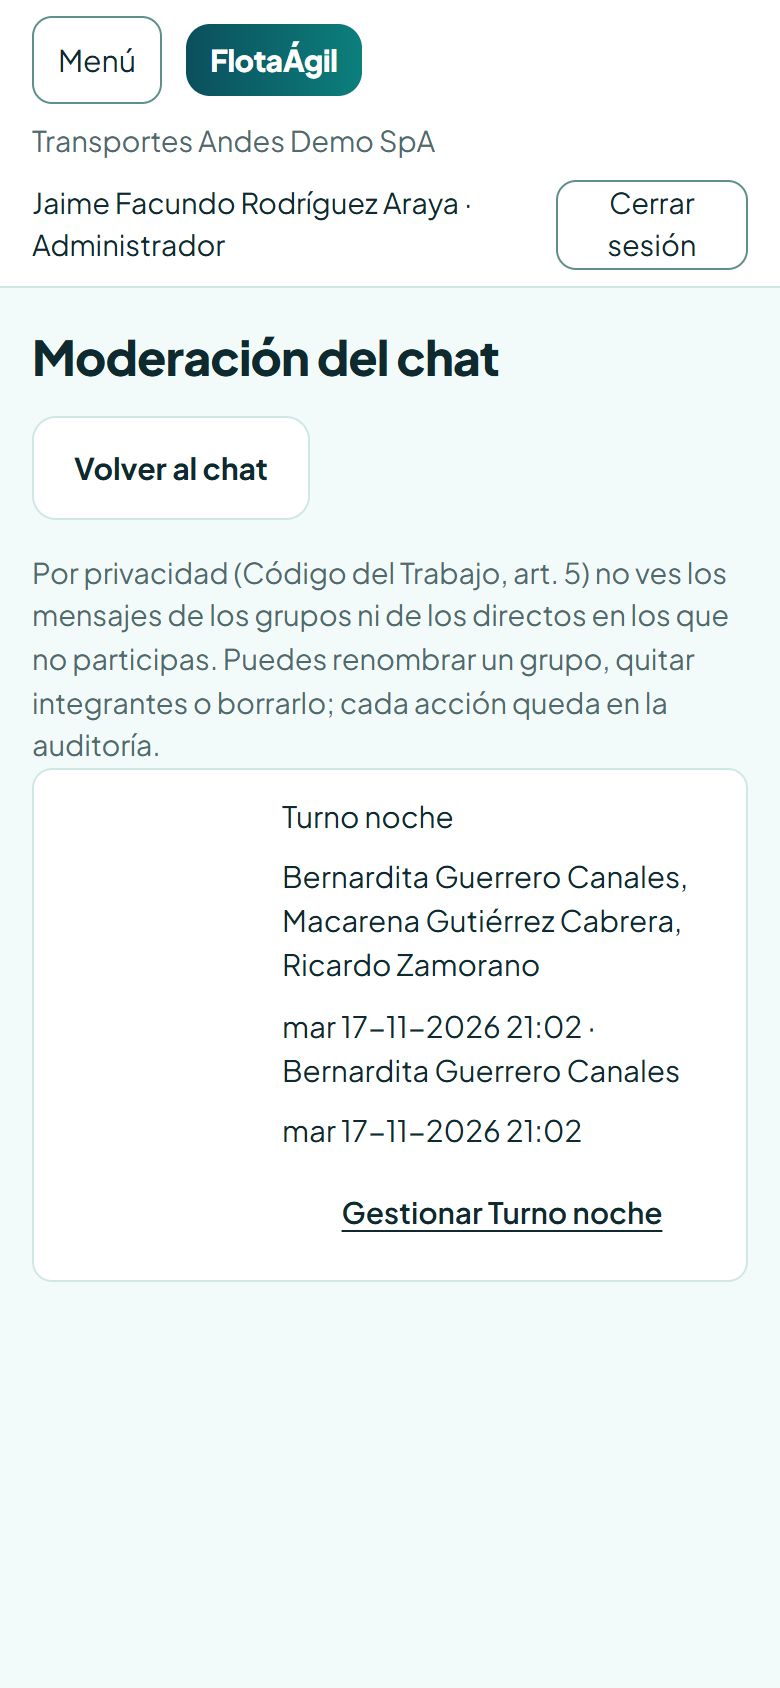 Menú
FlotaÁgil
Transportes Andes Demo SpA
Jaime Facundo Rodríguez Araya ·
Administrador
Cerrar
sesión
Moderación del chat
Volver al chat
Por privacidad (Código del Trabajo, art. 5) no ves los
mensajes de los grupos ni de los directos en los que
no participas. Puedes renombrar un grupo, quitar
integrantes o borrarlo; cada acción queda en la
auditoría.
Turno noche
Bernardita Guerrero Canales,
Macarena Gutiérrez Cabrera,
Ricardo Zamorano
mar 17-11-2026 21:02 ·
Bernardita Guerrero Canales
mar 17-11-2026 21:02
Gestionar Turno noche